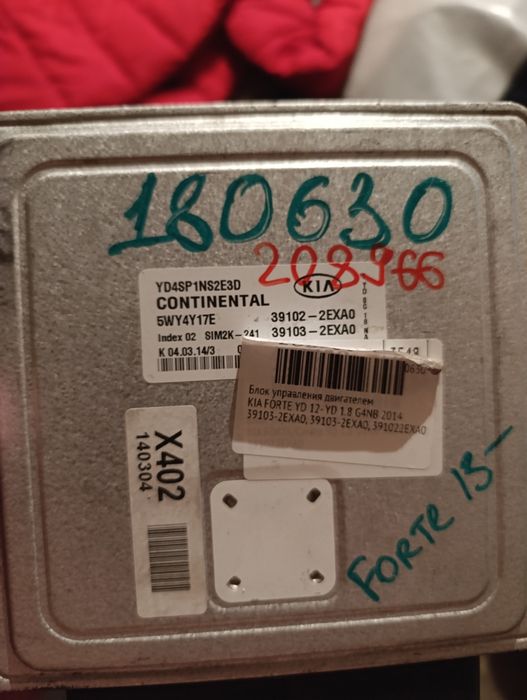 180630
208966
YD4SP1NS2E3D
KIA
CONTINENTAL
5WY4Y17E 39102-2EXA0
Index 02 SIM2K-241 39103-2EXA0
K 04.03.14/3
Блок управления двигателем
KIA FORTE YD 12- YD 1.8 G4NB 2014
39103-2EXA0, 39103-2EXA0, 391022EXA0
X402
140304
FORTE 13-